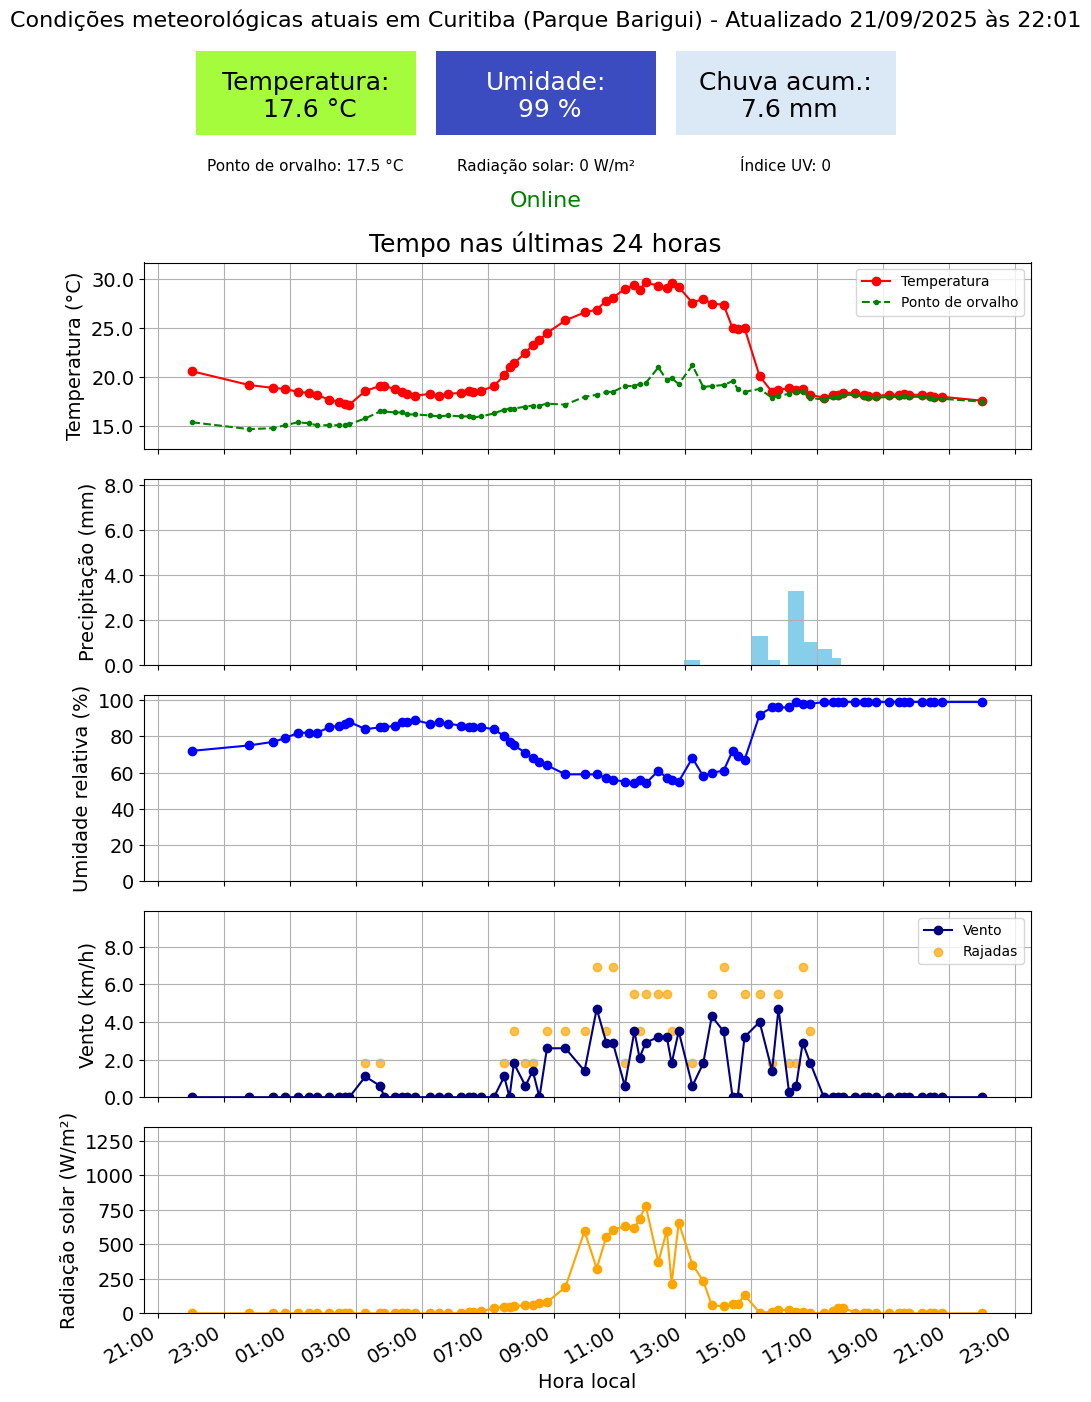 Condições meteorológicas atuais em Curitiba (Parque Barigui) - Atualizado 21/09/2025 às 22:01
Temperatura:
17.6 °C
Umidade:
99 %
Chuva acum.:
7.6 mm
Ponto de orvalho: 17.5 °C
Radiação solar: 0 W/m²
Índice UV: 0
Online
Tempo nas últimas 24 horas
Temperatura (°C)
30.0
25.0
20.0
15.0
Temperatura
Ponto de orvalho
Precipitação (mm)
8.0
6.0
4.0
2.0
0.0
Umidade relativa (%)
100
80
60
40
20
0
Vento (km/h)
8.0
6.0
4.0
2.0
0.0
Vento
Rajadas
Radiação solar (W/m²)
1250
1000
750
500
250
0
21:00 23:00 01:00 03:00 05:00 07:00 09:00 11:00 13:00 15:00 17:00 19:00 21:00 23:00
Hora local